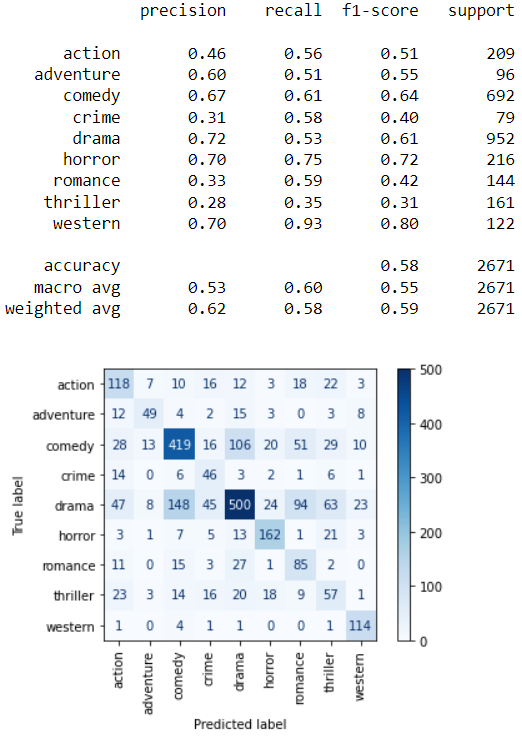 precision recall f1-score support
action 0.46 0.56 0.51 209
adventure 0.60 0.51 0.55 96
comedy 0.67 0.61 0.64 692
crime 0.31 0.58 0.40 79
drama 0.72 0.53 0.61 952
horror 0.70 0.75 0.72 216
romance 0.33 0.59 0.42 144
thriller 0.28 0.35 0.31 161
western 0.70 0.93 0.80 122
accuracy 0.58 2671
macro avg 0.53 0.60 0.55 2671
weighted avg 0.62 0.58 0.59 2671
True label
action 118 7 10 16 12 3 18 22 3
adventure 12 49 4 2 15 3 0 3 8
comedy 28 13 419 16 106 20 51 29 10
crime 14 0 6 46 3 2 1 6 1
drama 47 8 148 45 500 24 94 63 23
horror 3 1 7 5 13 162 1 21 3
romance 11 0 15 3 27 1 85 2 0
thriller 23 3 14 16 20 18 9 57 1
western 1 0 4 1 1 0 0 1 114
action adventure comedy crime drama horror romance thriller western
Predicted label
500
400
300
200
100
0